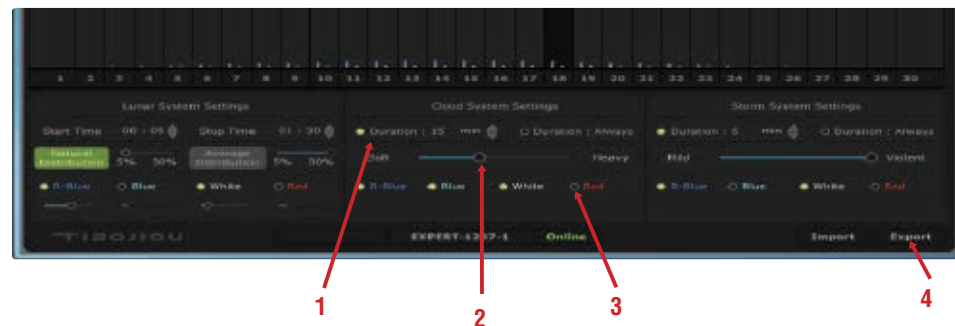 1 2 3 4 5 6 7 8 9 10 11 12 13 14 15 16 17 18 19 20 21 22 23 24 25 26 27 28 29 30
Lunar System Settings
Cloud System Settings
Storm System Settings
Start Time
Stop Time
01 : 30
Duration : 35 min
Duration : Always
Duration : 5 min
Duration : Always
Natural Distribution
5% 50%
Average Distribution
5% 50%
Soft
Heavy
Mild
Violent
R-Blue Blue White Red
R-Blue Blue White Red
R-Blue Blue White Red
Online
Import
Export
1
2
3
4